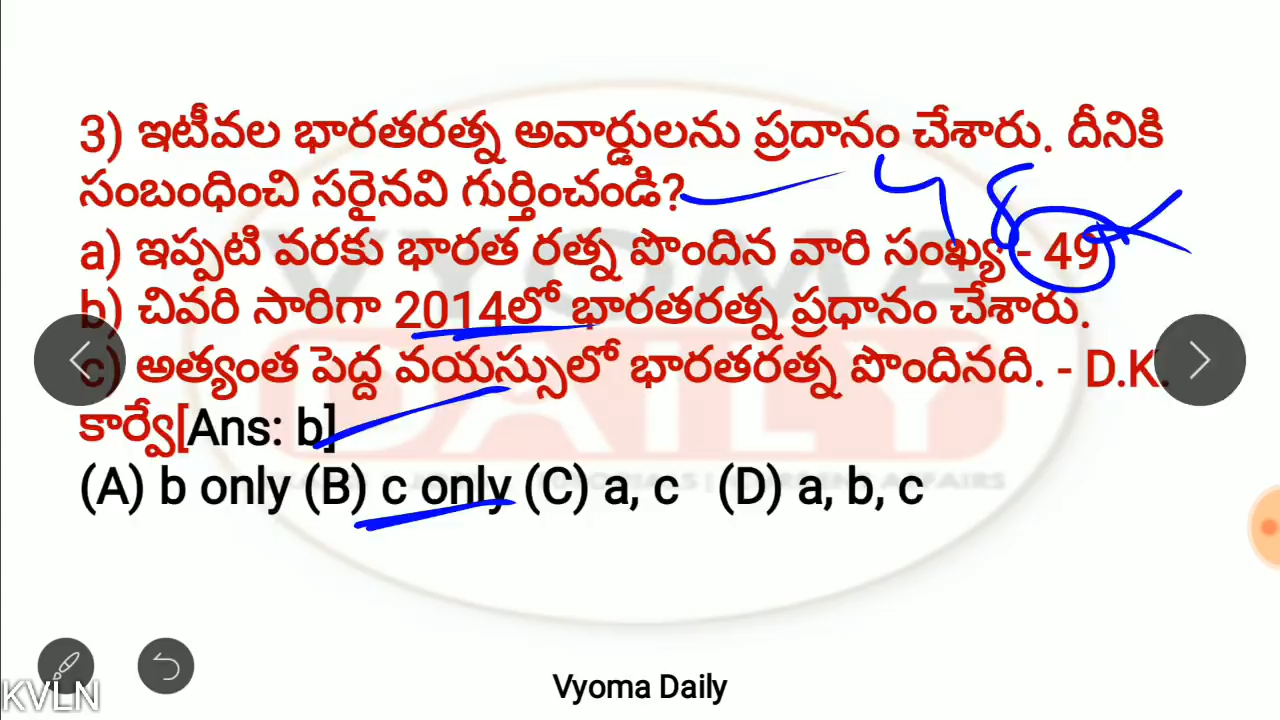 3) ఇటీవల భారతరత్న అవార్డులను ప్రదానం చేశారు. దీనికి
సంబంధించి సరైనవి గుర్తించండి?
48
a) ఇప్పటి వరకు భారత రత్న పొందిన వారి సంఖ్య - 49
b) చివరి సారిగా 2014లో భారతరత్న ప్రధానం చేశారు.
c) అత్యంత పెద్ద వయస్సులో భారతరత్న పొందినది. - D.K.
కార్వే[Ans: b]
(A) b only (B) c only (C) a, c (D) a, b, c
Vyoma Daily
KVLN